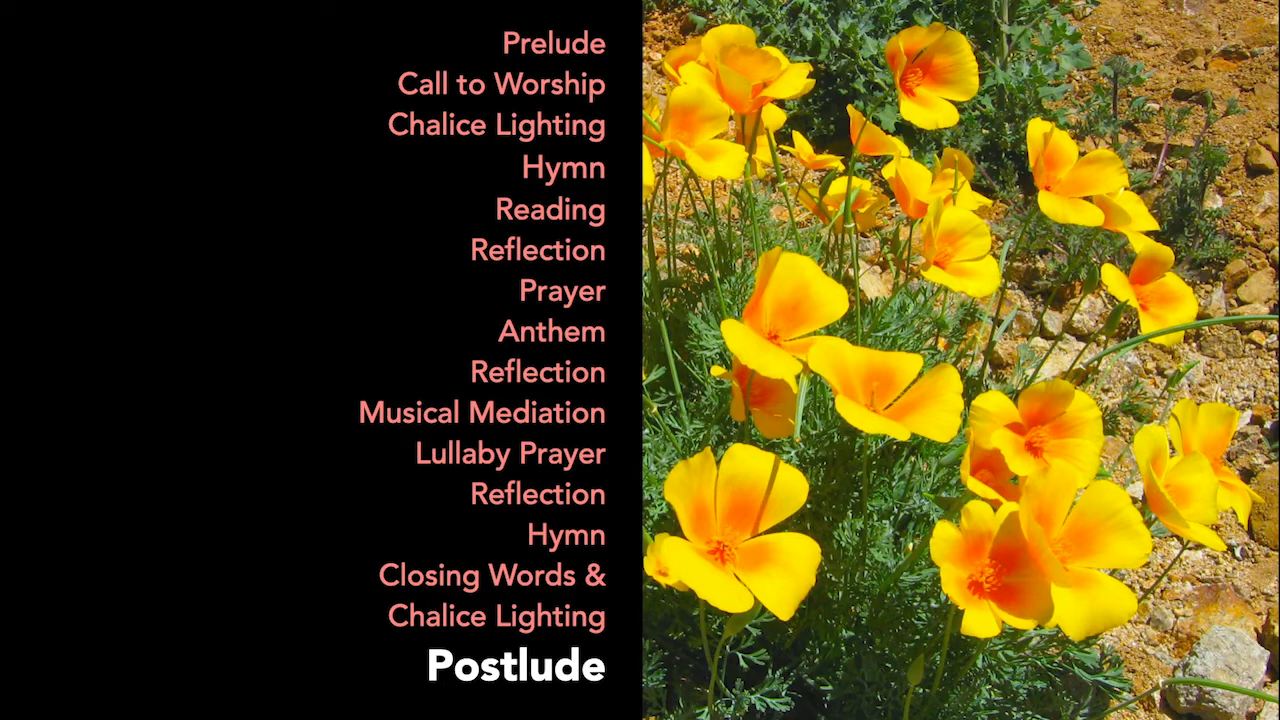 Prelude
Call to Worship
Chalice Lighting
Hymn
Reading
Reflection
Prayer
Anthem
Reflection
Musical Mediation
Lullaby Prayer
Reflection
Hymn
Closing Words &
Chalice Lighting
Postlude